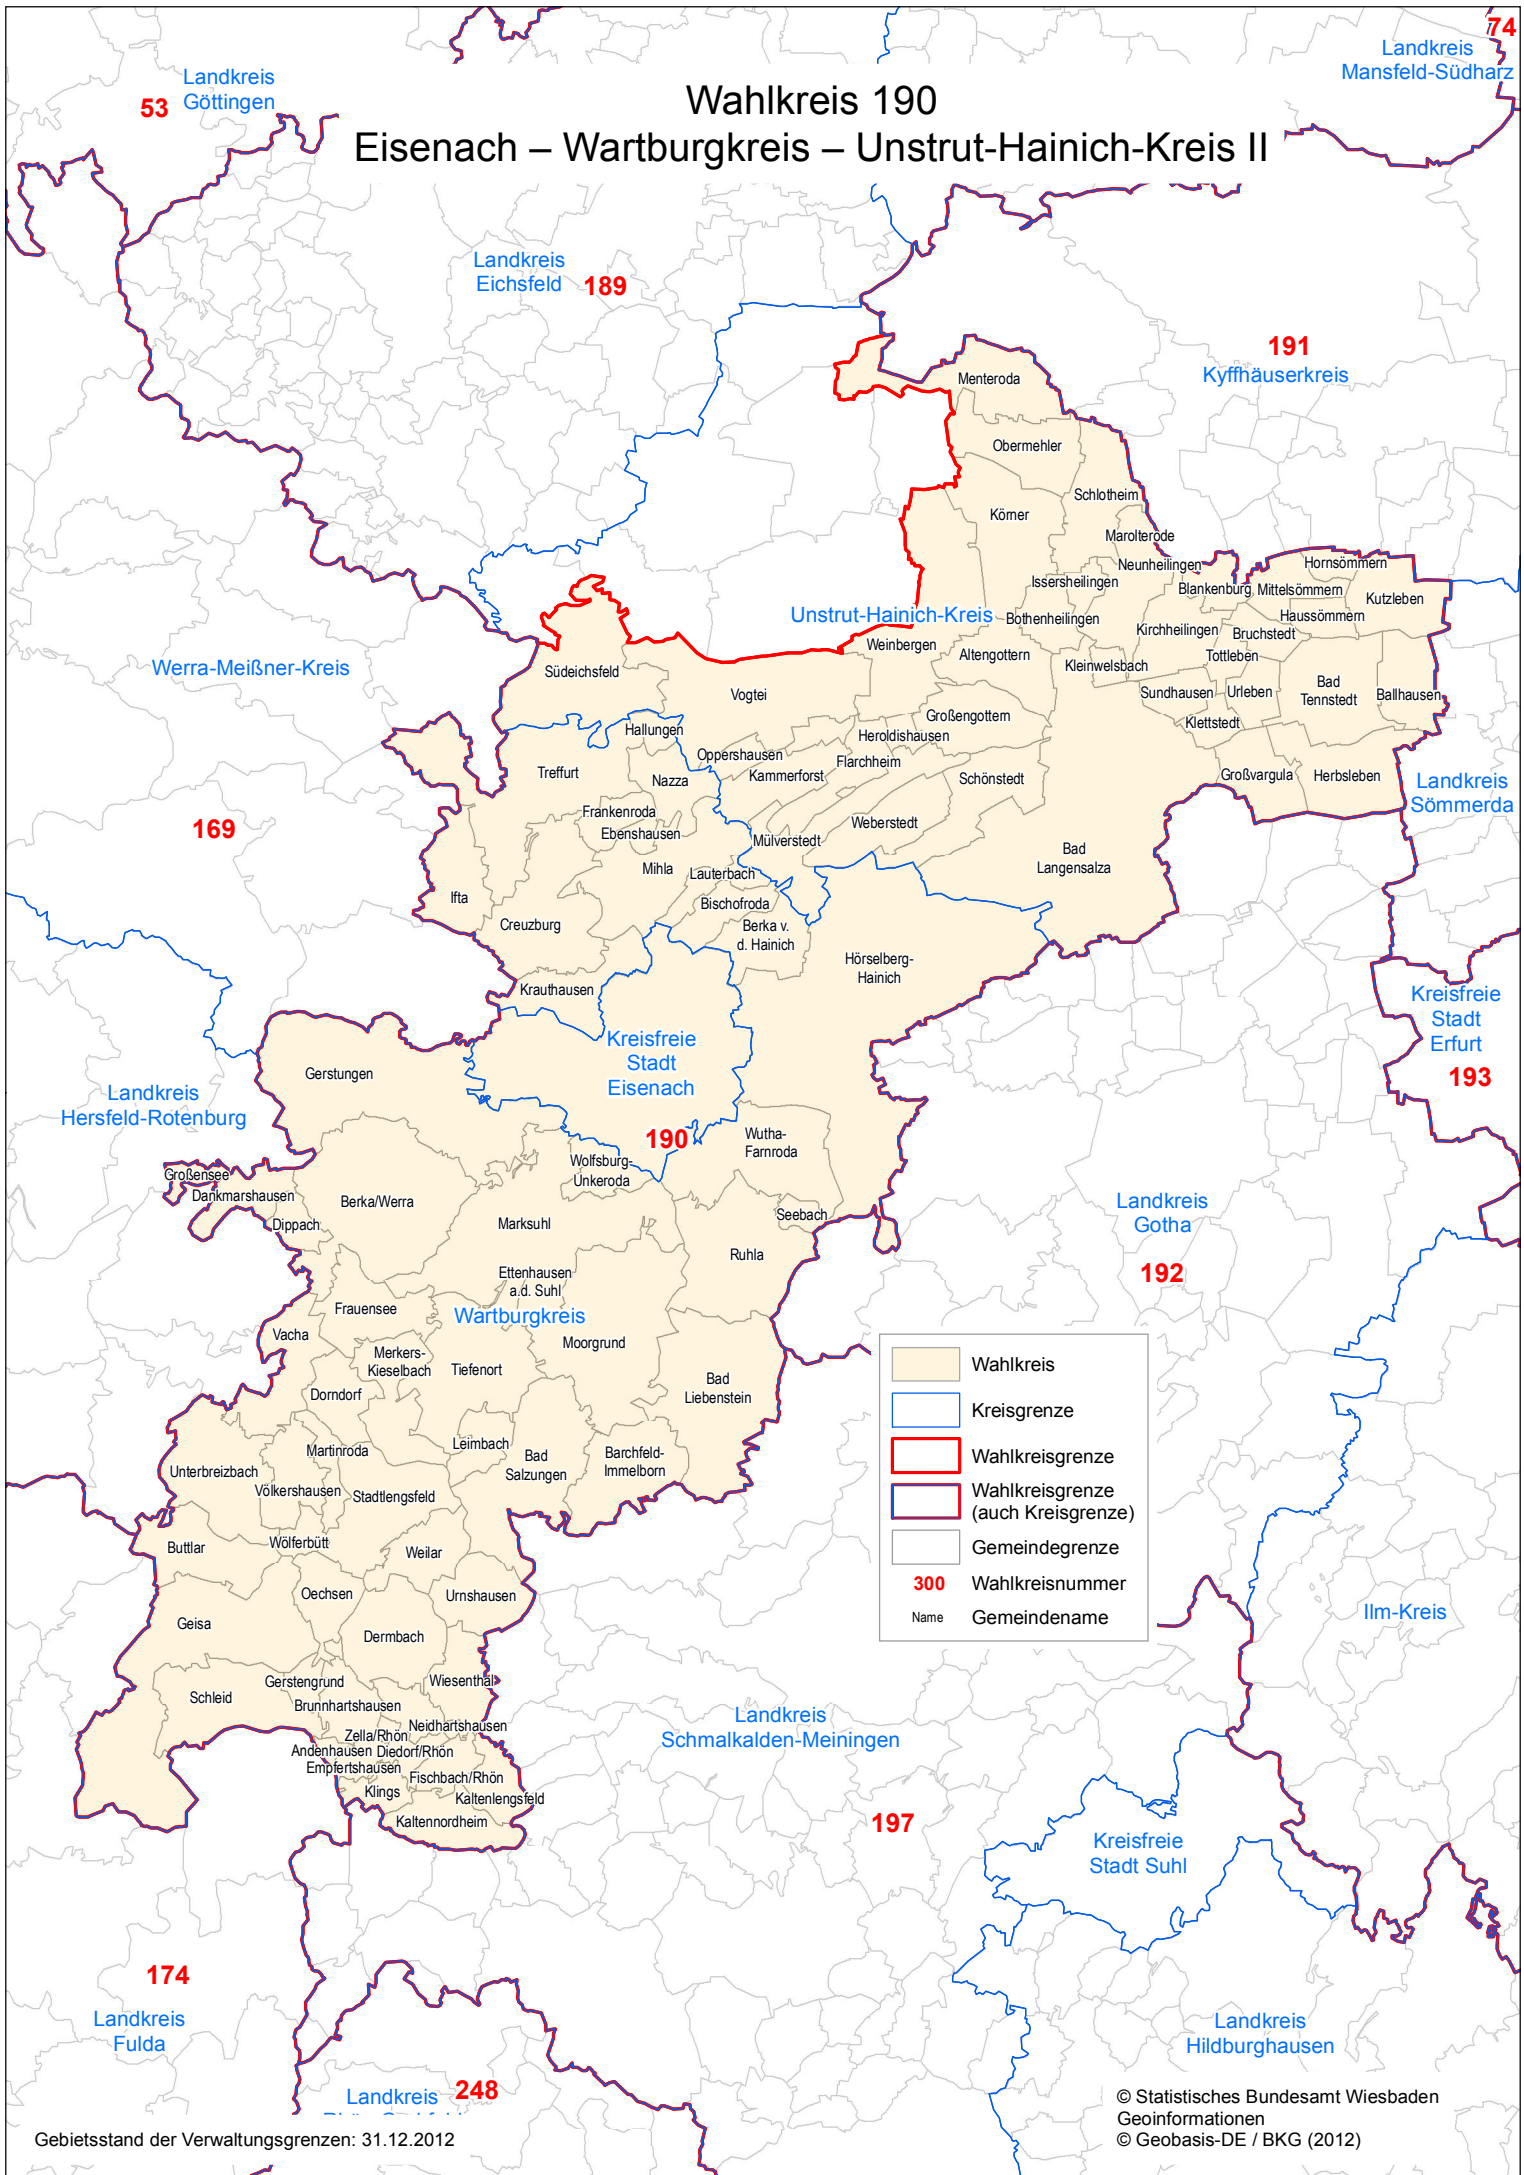 74
Landkreis
Mansfeld-Südharz
Landkreis
Göttingen
53
Wahlkreis 190
Eisenach – Wartburgkreis – Unstrut-Hainich-Kreis II
Landkreis
Eichsfeld
189
191
Kyffhäuserkreis
Menteroda
Obermehler
Schlotheim
Körner
Marolterode
Neunheilingen
Hornsömmern
Issersheilingen
Blankenburg
Mittelsömmern
Kutzleben
Unstrut-Hainich-Kreis
Bothenheilingen
Haussömmern
Kirchheilingen
Bruchstedt
Weinbergen
Altengottern
Tottleben
Kleinwelsbach
Werra-Meißner-Kreis
Südeichsfeld
Vogtei
Sundhausen
Urleben
Bad
Tennstedt
Ballhausen
Großengottern
Klettstedt
Hallungen
Heroldishausen
Oppershausen
Flarchheim
Treffurt
Nazza
Kammerforst
Schönstedt
Großvargula
Herbsleben
Landkreis
Sömmerda
Frankenroda
Ebenshausen
Weberstedt
169
Mülverstedt
Bad
Langensalza
Mihla
Lauterbach
Ifta
Bischofroda
Creuzburg
Berka v.
d. Hainich
Hörselberg-
Hainich
Krauthausen
Kreisfreie
Stadt
Erfurt
193
Kreisfreie
Stadt
Eisenach
Gerstungen
Landkreis
Hersfeld-Rotenburg
190
Wutha-
Farnroda
Wolfsburg-
Unkeroda
Großensee
Dankmarshausen
Berka/Werra
Dippach
Marksuhl
Seebach
Landkreis
Gotha
192
Ruhla
Ettenhausen
a.d. Suhl
Frauensee
Wartburgkreis
Vacha
Moorgrund
Merkers-
Kieselbach
Tiefenort
Dorndorf
Bad
Liebenstein
Leimbach
Martinroda
Bad
Salzungen
Barchfeld-
Immelborn
Unterbreizbach
Völkershausen
Stadtlengsfeld
Buttlar
Wölferbütt
Weilar
Oechsen
Urnshausen
Geisa
Dermbach
Gerstengrund
Wiesenthal
Schleid
Brunnhartshausen
Neidhartshausen
Zella/Rhön
Andenhausen
Diedorf/Rhön
Empfertshausen
Fischbach/Rhön
Klings
Kaltenlengsfeld
Kaltennordheim
Wahlkreis
Kreisgrenze
Wahlkreisgrenze
Wahlkreisgrenze
(auch Kreisgrenze)
Gemeindegrenze
300 Wahlkreisnummer
Name Gemeindename
Ilm-Kreis
Landkreis
Schmalkalden-Meiningen
197
Kreisfreie
Stadt Suhl
174
Landkreis
Fulda
Landkreis
Hildburghausen
Landkreis
248
Gebietsstand der Verwaltungsgrenzen: 31.12.2012
© Statistisches Bundesamt Wiesbaden
Geoinformationen
© Geobasis-DE / BKG (2012)